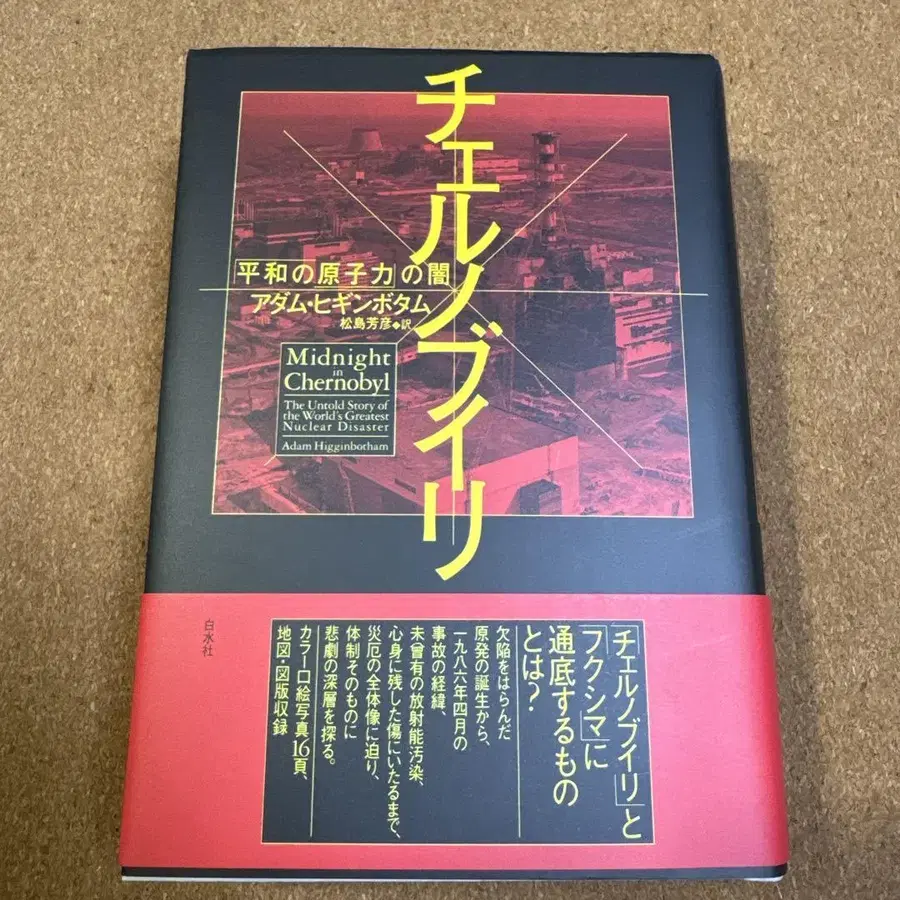 チェルノブイリ
「平和の原子力」の闇
アダム・ヒギンボタム
松島芳彦◆訳
Midnight
in
Chernobyl
The Untold Story of
the World's Greatest
Nuclear Disaster
Adam Higginbotham
「チェルノブイリ」と
「フクシマ」に
通底するもの
とは?
欠陥をはらんだ
原発の誕生から、
一九八六年四月の
事故の経緯、
未曾有の放射能汚染、
心身に残した傷にいたるまで、
災厄の全体像に迫り、
体制そのものに
悲劇の深層を探る。
カラー口絵写真16頁、
地図・図版収録
白水社